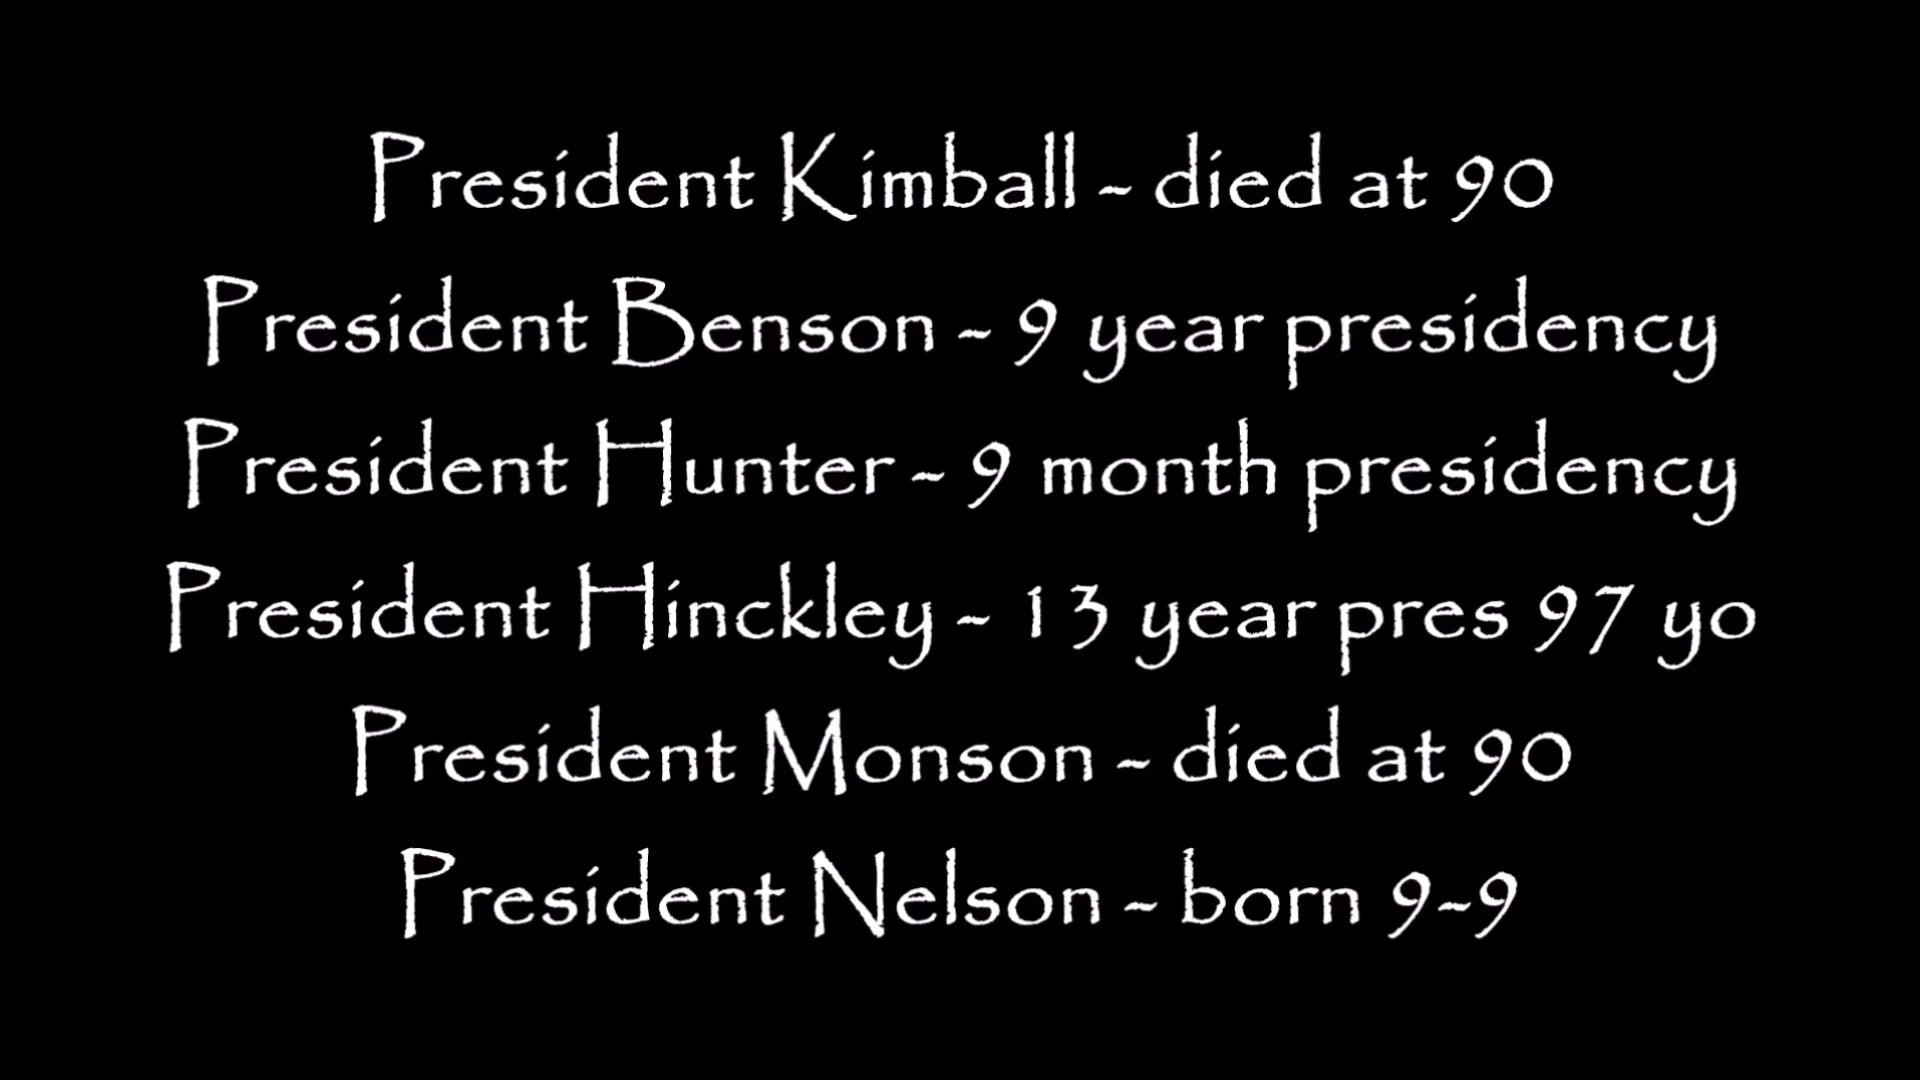 President Kimball - died at 90
President Benson - 9 year presidency
President Hunter - 9 month presidency
President Hinckley - 13 year pres 97 yo
President Monson - died at 90
President Nelson - born 9-9